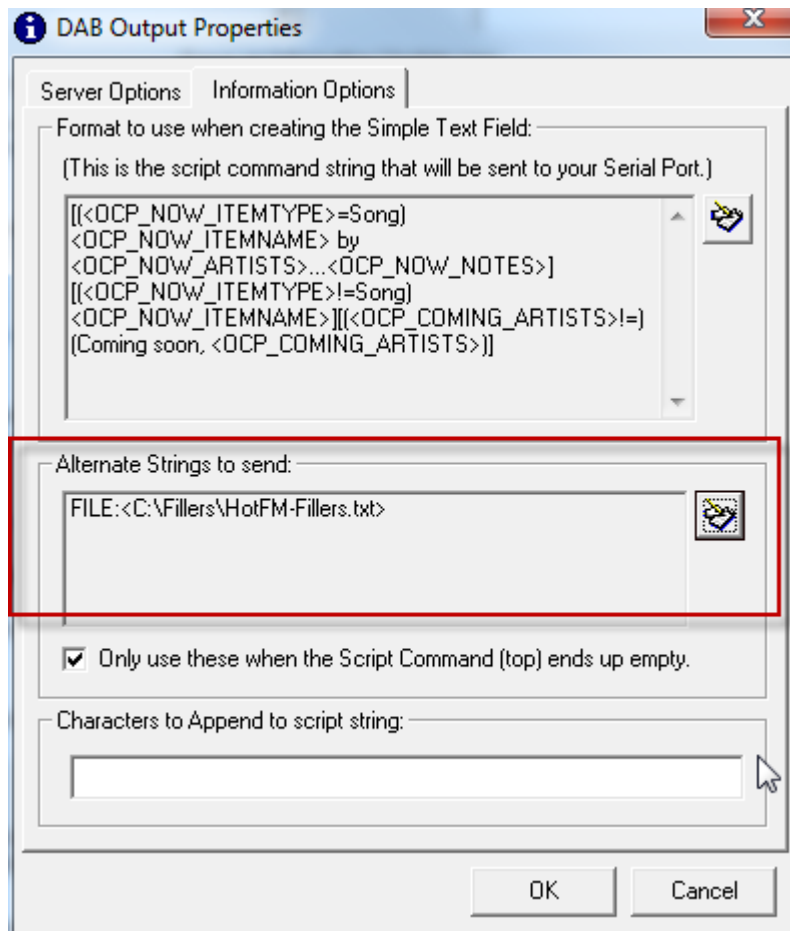 DAB Output Properties
Server Options
Information Options
Format to use when creating the Simple Text Field:
(This is the script command string that will be sent to your Serial Port.)
[(<OCP_NOW_ITEMTYPE>=Song)
<OCP_NOW_ITEMNAME> by
<OCP_NOW_ARTISTS>...<OCP_NOW_NOTES>]
[(<OCP_NOW_ITEMTYPE>!=Song)
<OCP_NOW_ITEMNAME>][(<OCP_COMING_ARTISTS>!=)
(Coming soon, <OCP_COMING_ARTISTS>)]
Alternate Strings to send:
FILE:<C:\Fillers\HotFM-Fillers.txt>
Only use these when the Script Command (top) ends up empty.
Characters to Append to script string:
OK
Cancel